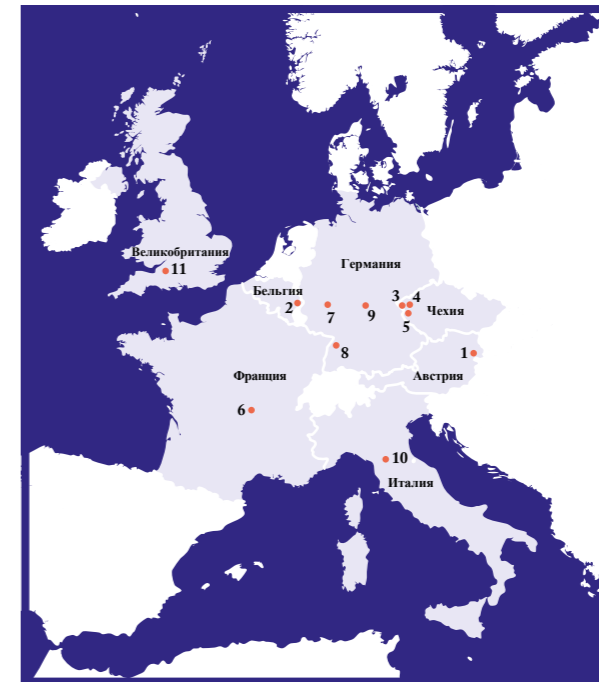 Великобритания
11
Германия
Бельгия
2
7
9
3
4
5
Чехия
8
1
Австрия
Франция
6
10
Италия